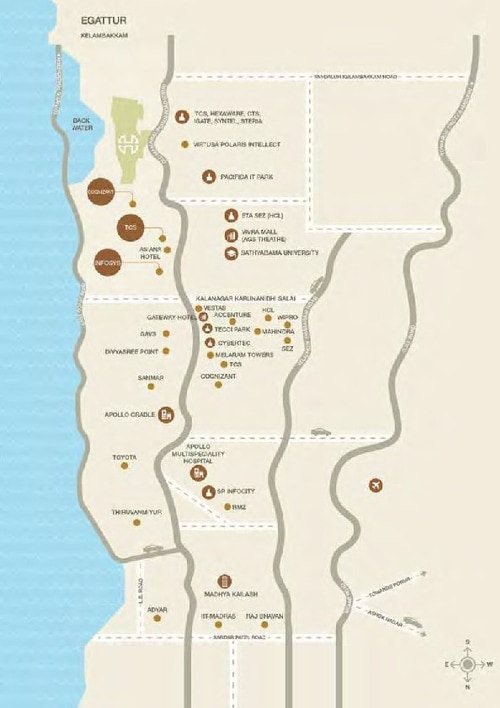 EGATTUR
KELAMBAKKAM
VANDALUR KELAMBAKKAM ROAD
BACK
WATER
TCS, HEXAWARE, CTS,
IGATE, SYNTEL, STERIA
VIRTUSA POLARIS INTELLECT
PACIFICA IT PARK
COGNIZANT
ETA SEZ (HCL)
TCS
VIVIRA MALL
(AGS THEATRE)
ASIANA
HOTEL
SATHYABAMA UNIVERSITY
INFOSYS
KALANAGAR KARUNANIDHI SALAI
VESTAS
GATEWAY HOTEL
ACCENTURE
HCL
WIPRO
TECCI PARK
MAHINDRA
GAVS
CYBERTEC
SEZ
DIVYASREE POINT
MELARAM TOWERS
TCS
SANMAR
COGNIZANT
APOLLO CRADLE
APOLLO
MULTISPECIALITY
HOSPITAL
TOYOTA
SP INFOCITY
RMZ
THIRUVANMIYUR
L.B. ROAD
MADHYA KAILASH
TOWARDS PORUR
ASHOK NAGAR
ADYAR
IIT-MADRAS
RAJ BHAVAN
SARDAR PATEL ROAD
S
E
W
N